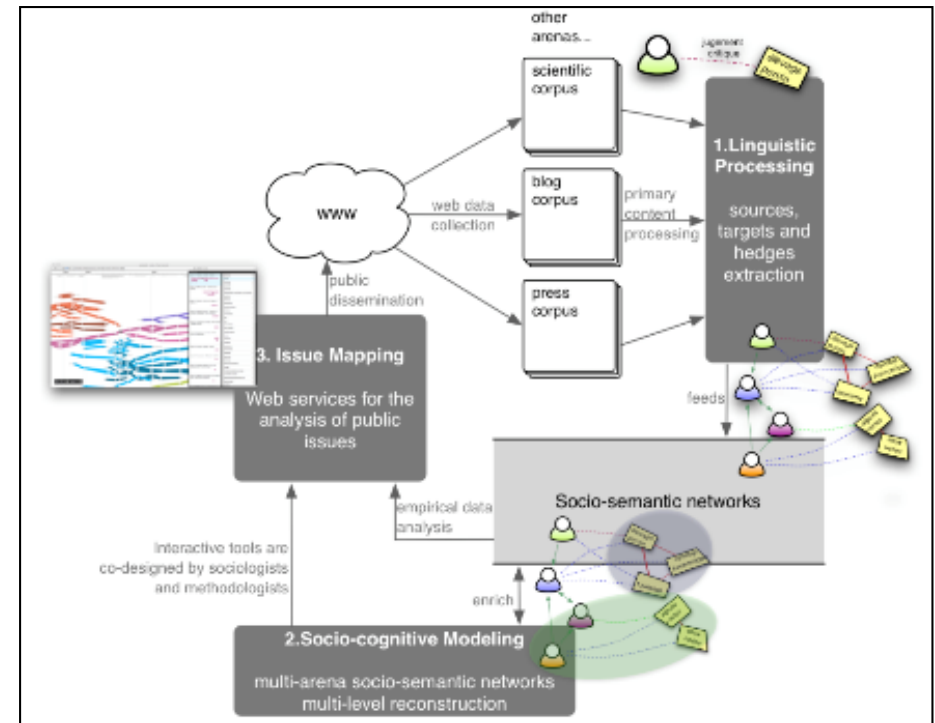 other
arenas...
scientific
corpus
jugement
critique
élevage
porcin
1.Linguistic
Processing
sources,
targets and
hedges
extraction
www
web data
collection
blog
corpus
primary
content
processing
public
dissemination
press
corpus
3. Issue Mapping
Web services for the
analysis of public
issues
feeds
Socio-semantic networks
empirical data
analysis
Interactive tools are
co-designed by sociologists
and methodologists
enrich
2.Socio-cognitive Modeling
multi-arena socio-semantic networks
multi-level reconstruction